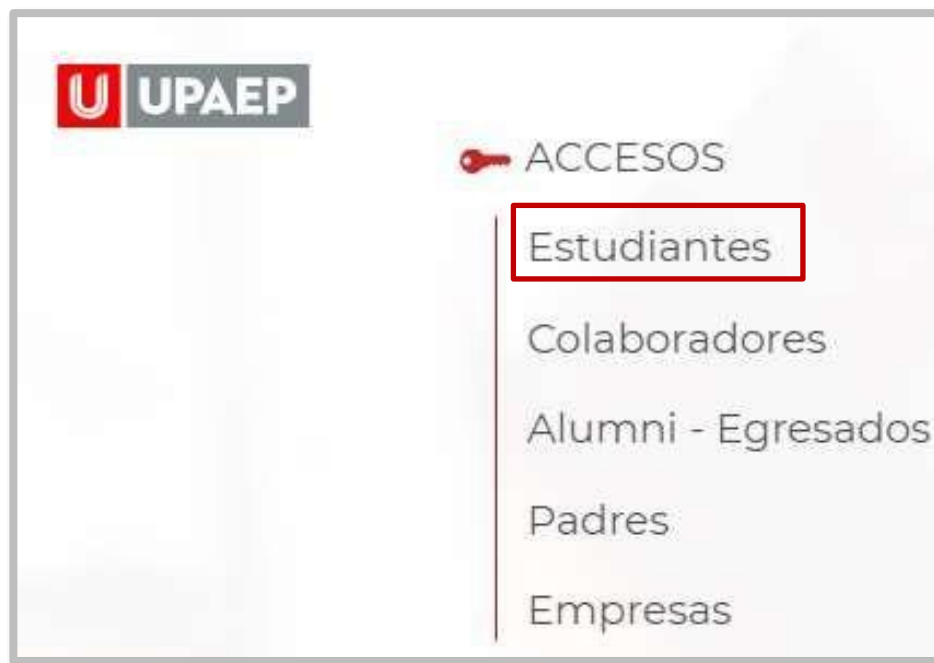 U UPAEP
ACCESOS
Estudiantes
Colaboradores
Alumni - Egresados
Padres
Empresas